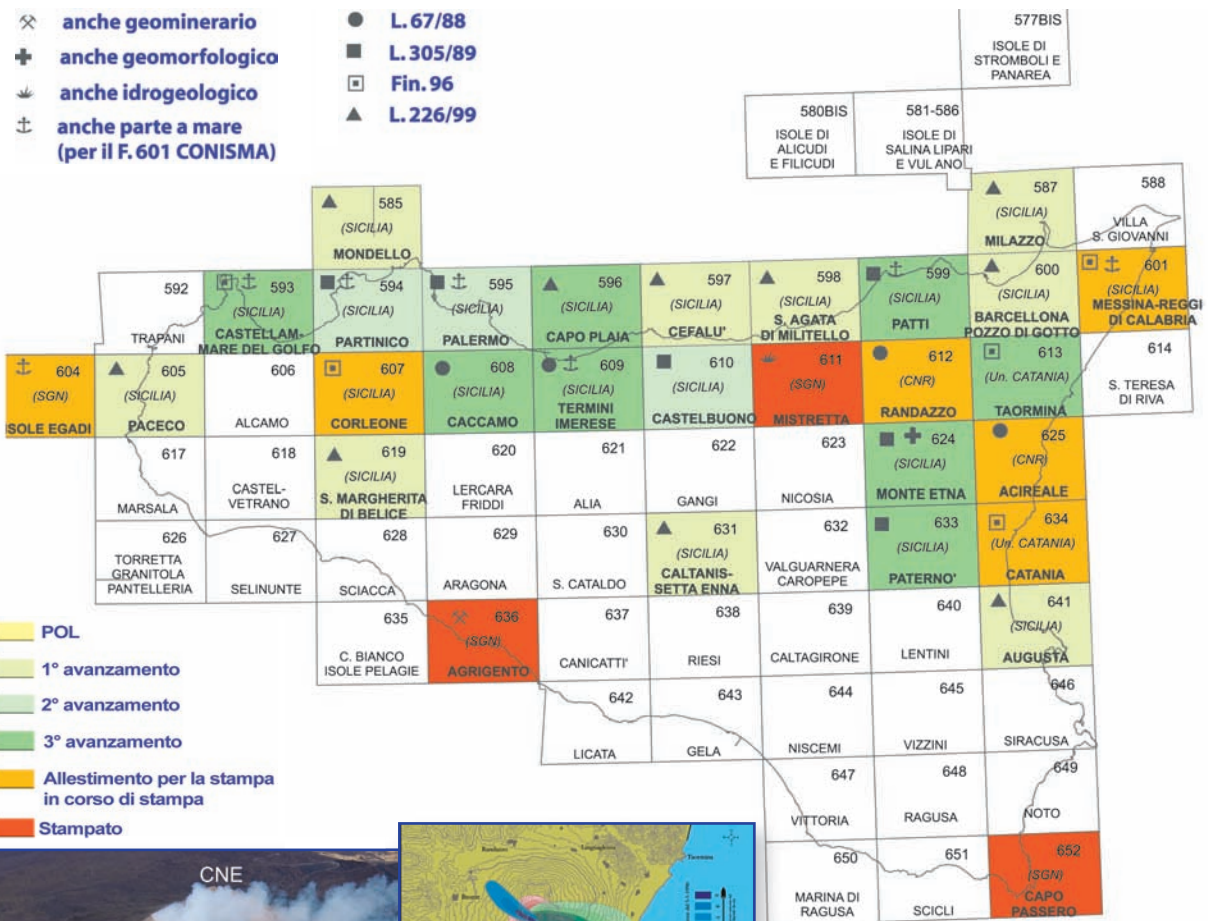 anche geominerario
anche geomorfologico
anche idrogeologico
anche parte a mare
(per il F. 601 CONISMA)
L. 67/88
L. 305/89
Fin. 96
L. 226/99
577BIS
ISOLE DI
STROMBOLI E
PANAREA
580BIS
ISOLE DI
ALICUDI
E FILICUDI
581-586
ISOLE DI
SALINA LIPARI
E VUL ANO
585
(SICILIA)
MONDELLO
587
(SICILIA)
MILAZZO
588
VILLA
S. GIOVANNI
592
TRAPANI
593
(SICILIA)
CASTELLAM-
MARE DEL GOLFO
594
(SICILIA)
PARTINICO
595
(SICILIA)
PALERMO
596
(SICILIA)
CAPO PLAIA
597
(SICILIA)
CEFALU'
598
(SICILIA)
S. AGATA
DI MILITELLO
599
(SICILIA)
PATTI
600
(SICILIA)
BARCELLONA
POZZO DI GOTTO
601
(SICILIA)
MESSINA-REGGI
DI CALABRIA
604
(SGN)
ISOLE EGADI
605
(SICILIA)
PACECO
606
ALCAMO
607
(SICILIA)
CORLEONE
608
(SICILIA)
CACCAMO
609
(SICILIA)
TERMINI
IMERESE
610
(SICILIA)
CASTELBUONO
611
(SGN)
MISTRETTA
612
(CNR)
RANDAZZO
613
(Un. CATANIA)
TAORMINA
614
S. TERESA
DI RIVA
617
MARSALA
618
CASTEL-
VETRANO
619
(SICILIA)
S. MARGHERITA
DI BELICE
620
LERCARA
FRIDDI
621
ALIA
622
GANGI
623
NICOSIA
624
(SICILIA)
MONTE ETNA
625
(CNR)
ACIREALE
626
TORRETTA
GRANITOLA
PANTELLERIA
627
SELINUNTE
628
SCIACCA
629
ARAGONA
630
S. CATALDO
631
(SICILIA)
CALTANIS-
SETTA ENNA
632
VALGUARNERA
CAROPEPE
633
(SICILIA)
PATERNO'
634
(Un. CATANIA)
CATANIA
635
C. BIANCO
ISOLE PELAGIE
636
(SGN)
AGRIGENTO
637
CANICATTI'
638
RIESI
639
CALTAGIRONE
640
LENTINI
641
(SICILIA)
AUGUSTA
642
LICATA
643
GELA
644
NISCEMI
645
VIZZINI
646
SIRACUSA
647
VITTORIA
648
RAGUSA
649
NOTO
650
MARINA DI
RAGUSA
651
SCICLI
652
(SGN)
CAPO
PASSERO
POL
1° avanzamento
2° avanzamento
3° avanzamento
Allestimento per la stampa
in corso di stampa
Stampato
CNE